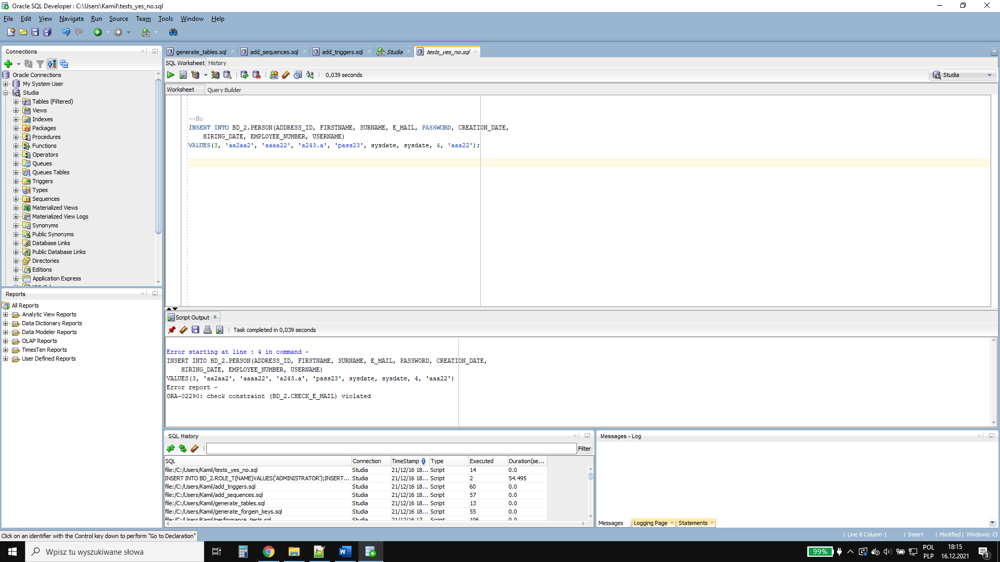 Oracle SQL Developer : C:\Users\Kamil\tests_yes_no.sql
File Edit View Navigate Run Source Team Tools Window Help
Connections
Oracle Connections
My System User
Studia
Tables (Filtered)
Views
Indexes
Packages
Procedures
Functions
Operators
Queues
Queues Tables
Triggers
Types
Sequences
Materialized Views
Materialized View Logs
Synonyms
Public Synonyms
Database Links
Public Database Links
Directories
Editions
Application Express
Reports
All Reports
Analytic View Reports
Data Dictionary Reports
Data Modeler Reports
OLAP Reports
TimesTen Reports
User Defined Reports
generate_tables.sql add_sequences.sql add_triggers.sql Studia tests_yes_no.sql
SQL Worksheet History
0,039 seconds
Studia
Worksheet Query Builder
--No
INSERT INTO BD_2.PERSON(ADDRESS_ID, FIRSTNAME, SURNAME, E_MAIL, PASSWORD, CREATION_DATE,
HIRING_DATE, EMPLOYEE_NUMBER, USERNAME)
VALUES(3, 'aa2aa2', 'aaaa22', 'a243.a', 'pass23', sysdate, sysdate, 4, 'aaa22');
Script Output
Task completed in 0,039 seconds
Error starting at line : 4 in command -
INSERT INTO BD_2.PERSON(ADDRESS_ID, FIRSTNAME, SURNAME, E_MAIL, PASSWORD, CREATION_DATE,
HIRING_DATE, EMPLOYEE_NUMBER, USERNAME)
VALUES(3, 'aa2aa2', 'aaaa22', 'a243.a', 'pass23', sysdate, sysdate, 4, 'aaa22')
Error report -
ORA-02290: check constraint (BD_2.CHECK_E_MAIL) violated
SQL History
Filter
SQL Connection TimeStamp Type Executed Duration(se...
file:/C:/Users/Kamil/tests_yes_no.sql Studia 21/12/16 18... Script 14 0.0
INSERT INTO BD_2.ROLE_T(NAME)VALUES('ADMINISTRATOR');INSERT... Studia 21/12/16 18... Script 2 54.495
file:/C:/Users/Kamil/add_triggers.sql Studia 21/12/16 18... Script 60 0.0
file:/C:/Users/Kamil/add_sequences.sql Studia 21/12/16 18... Script 57 0.0
file:/C:/Users/Kamil/generate_tables.sql Studia 21/12/16 18... Script 13 0.0
file:/C:/Users/Kamil/generate_forgein_keys.sql Studia 21/12/16 18... Script 55 0.0
file:/C:/Users/Kamil/performance_tests.sql Studia 21/12/16 17... Script 106 0.0
Messages - Log
Messages Logging Page Statements
Click on an identifier with the Control key down to perform "Go to Declaration"
Line 8 Column 1 Insert Modified Windows: CF
Wpisz tu wyszukiwane słowa
99%
POL
PLP
18:15
16.12.2021
3